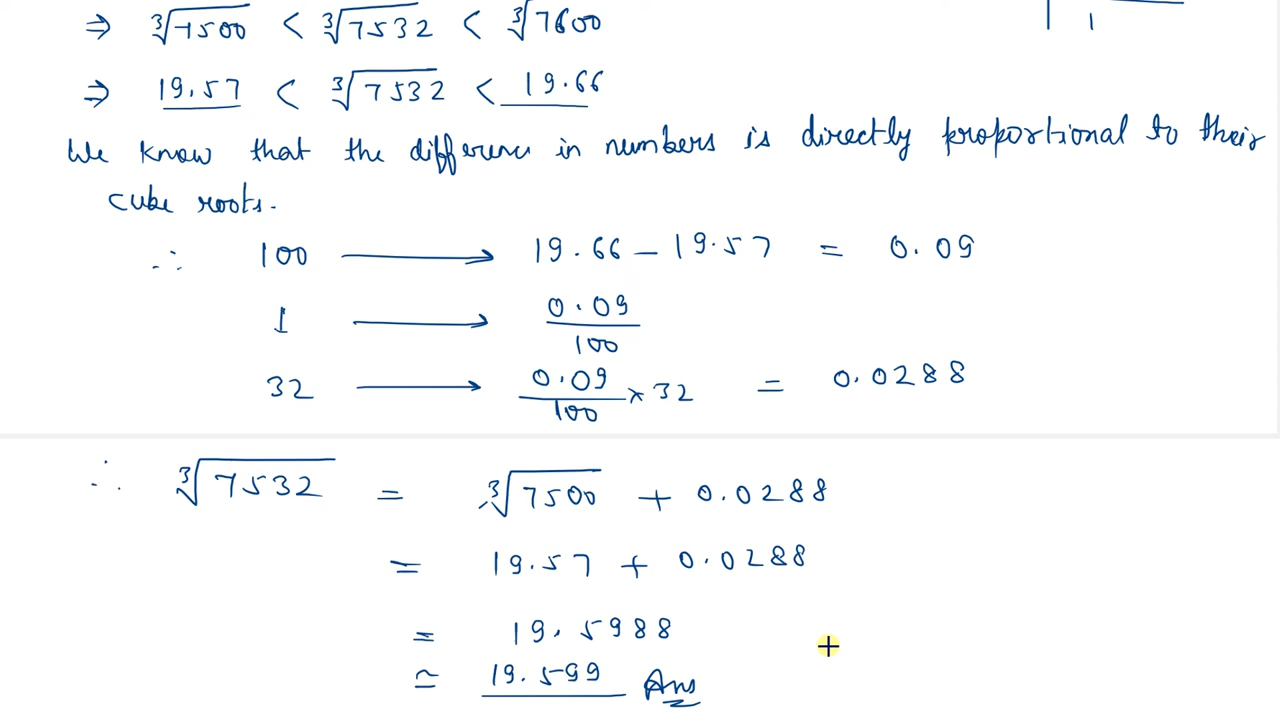 ⇒ ∛7500 < ∛7532 < ∛7600
1
⇒ 19.57 < ∛7532 < 19.66
We know that the difference in numbers is directly proportional to their
cube roots.
∴ 100 ⟶ 19.66 − 19.57 = 0.09
1 ⟶ 0.09/100
32 ⟶ 0.09/100 × 32 = 0.0288
∴ ∛7532 = ∛7500 + 0.0288
= 19.57 + 0.0288
= 19.5988
≃ 19.599 Ans